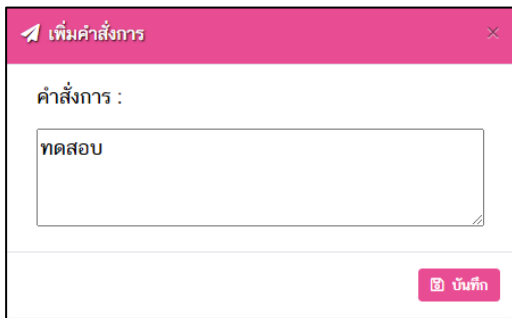 เพิ่มคำสั่งการ
คำสั่งการ :
ทดสอบ
บันทึก